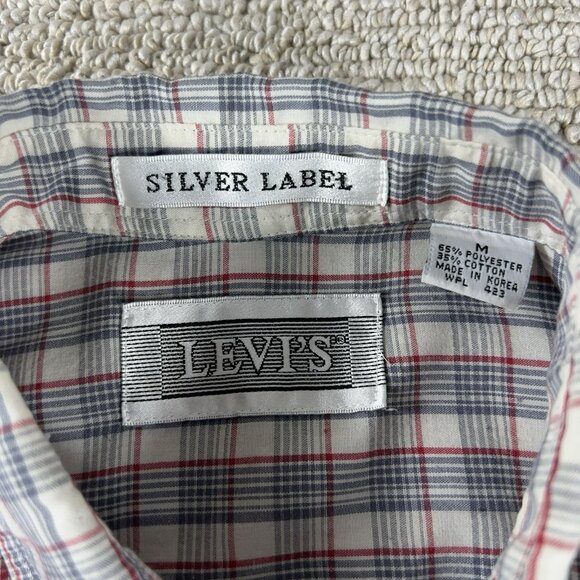 SILVER LABEL
M
65% POLYESTER
35% COTTON
MADE IN KOREA
WPL 423
LEVI'S®